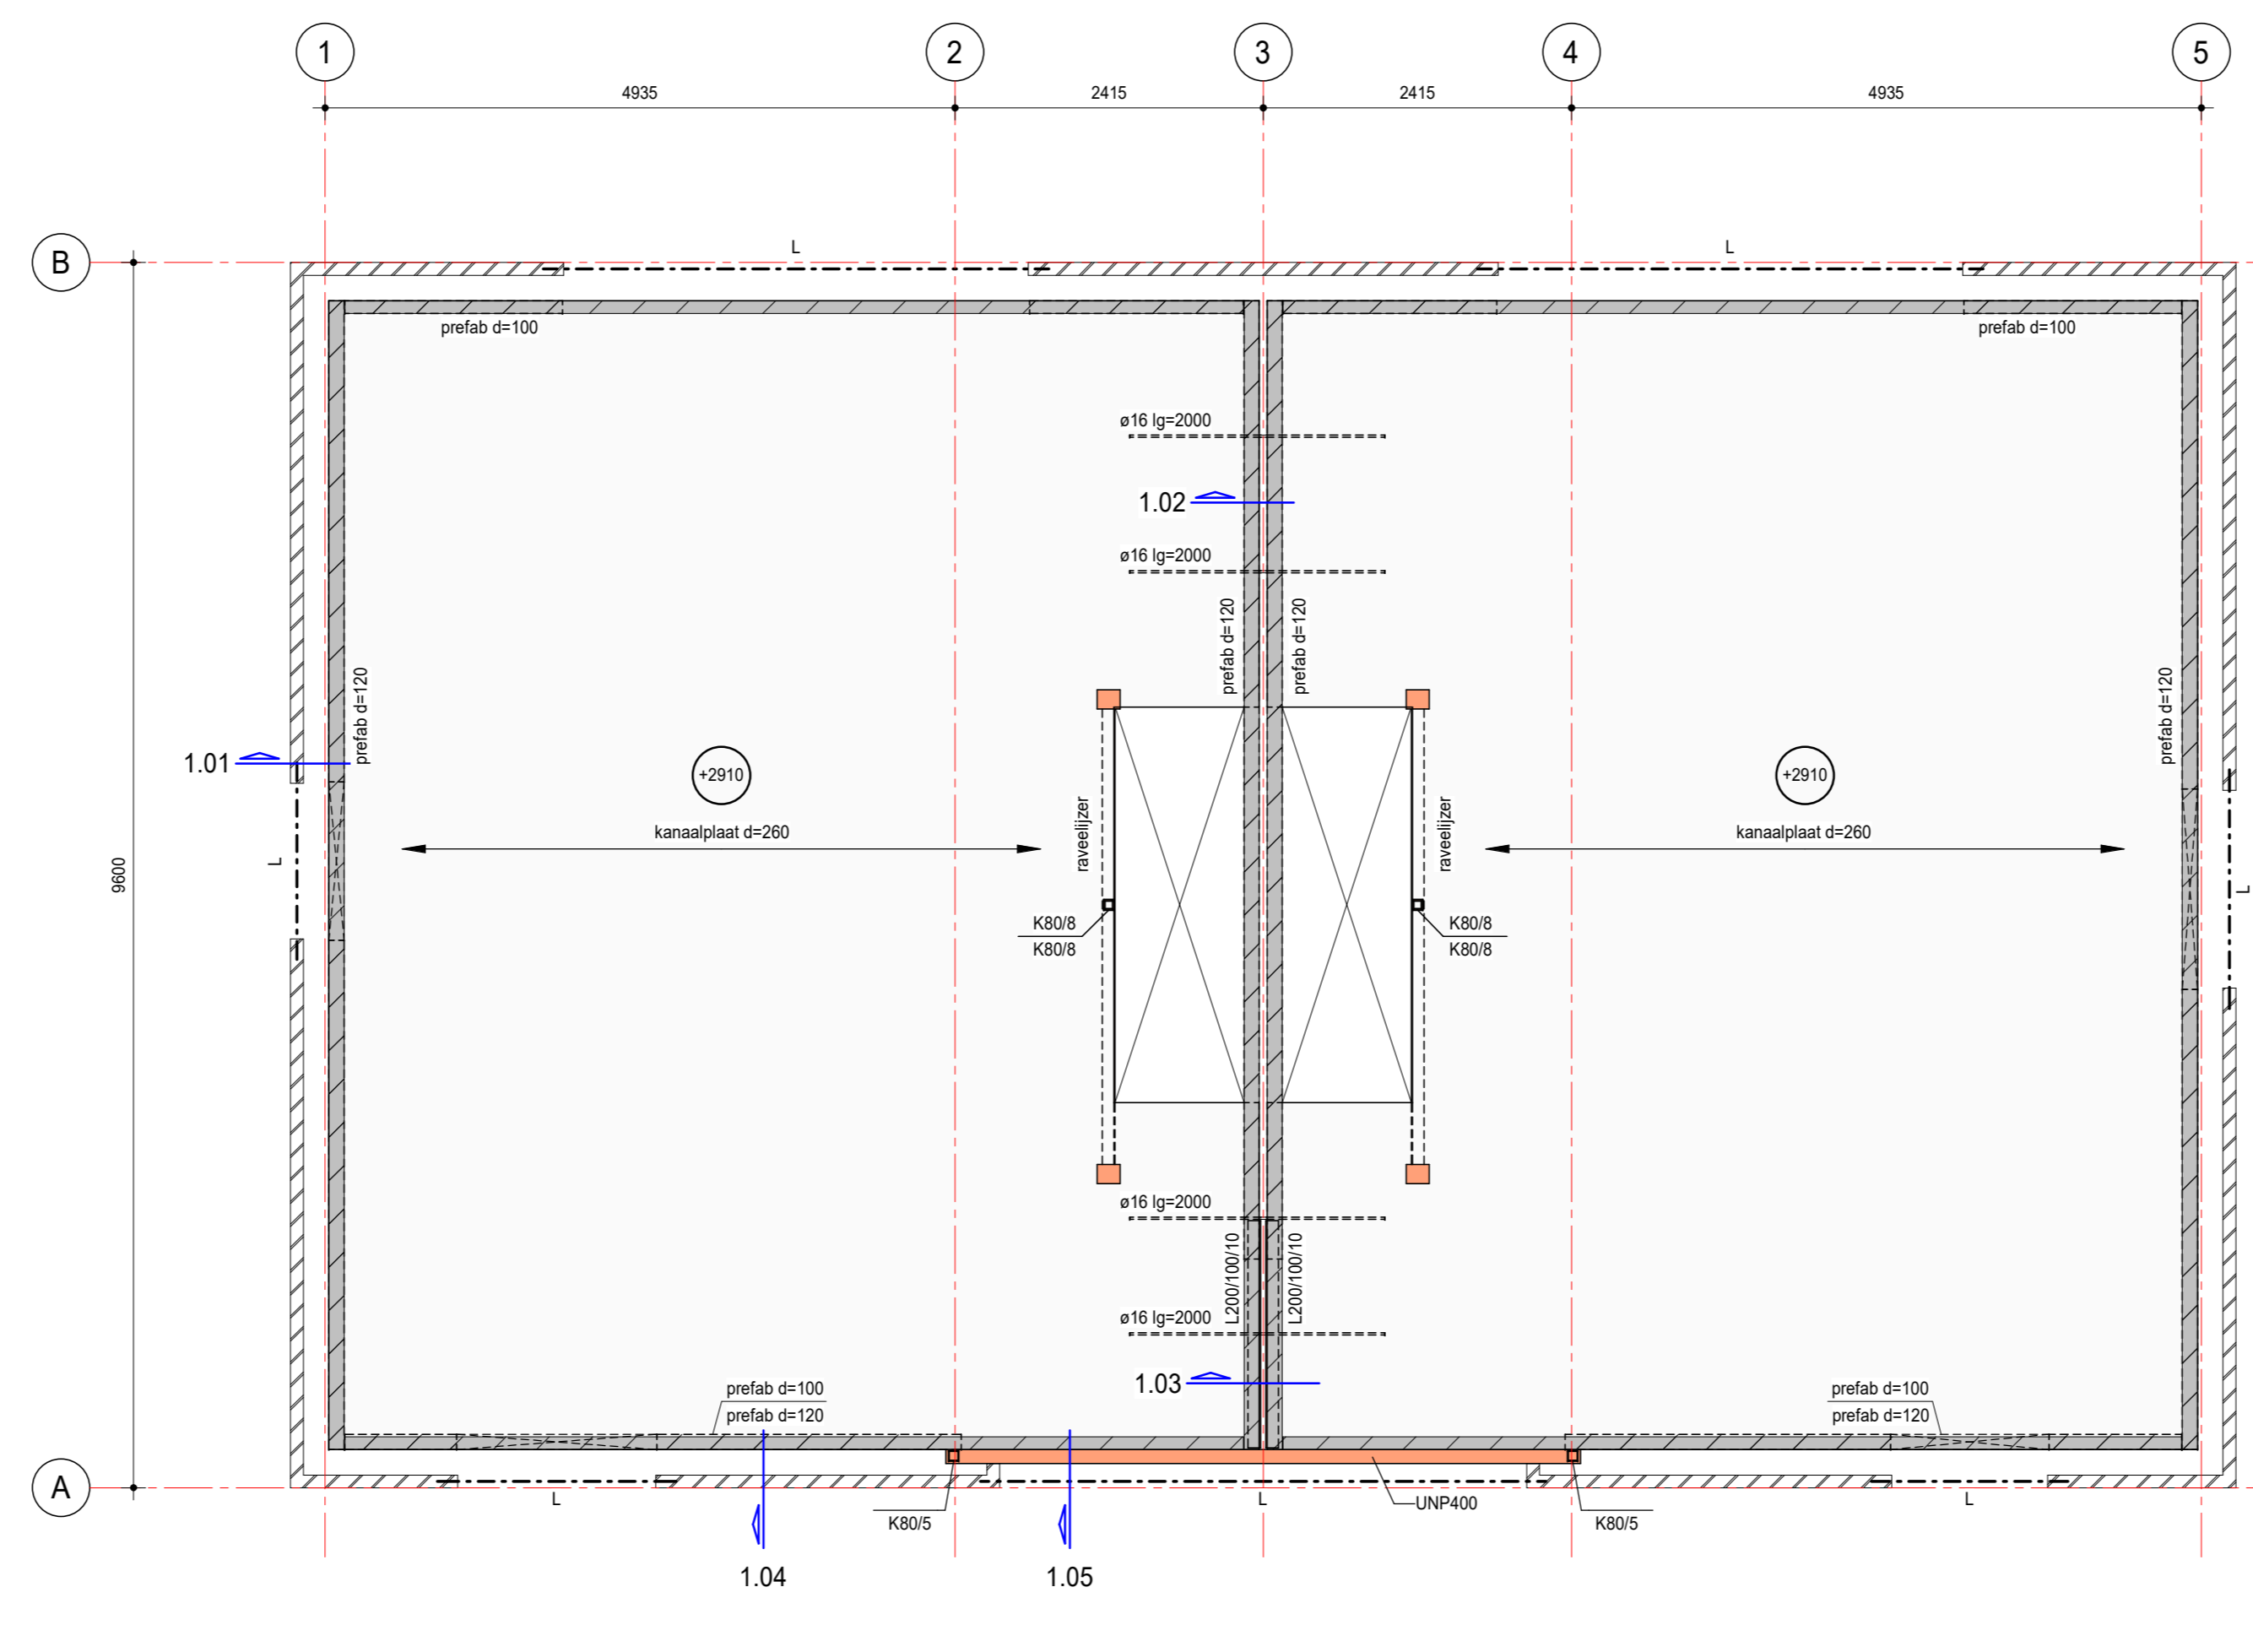 1
2
3
4
5
4935
2415
2415
4935
B
L
L
prefab d=100
prefab d=100
ø16 lg=2000
1.02
ø16 lg=2000
prefab d=120
prefab d=120
prefab d=120
prefab d=120
1.01
+2910
+2910
raveelijzer
raveelijzer
kanaalplaat d=260
kanaalplaat d=260
9600
L
L
K80/8
K80/8
K80/8
K80/8
ø16 lg=2000
L200/100/10
L200/100/10
ø16 lg=2000
1.03
prefab d=100
prefab d=120
prefab d=100
prefab d=120
A
L
L
L
UNP400
K80/5
K80/5
1.04
1.05